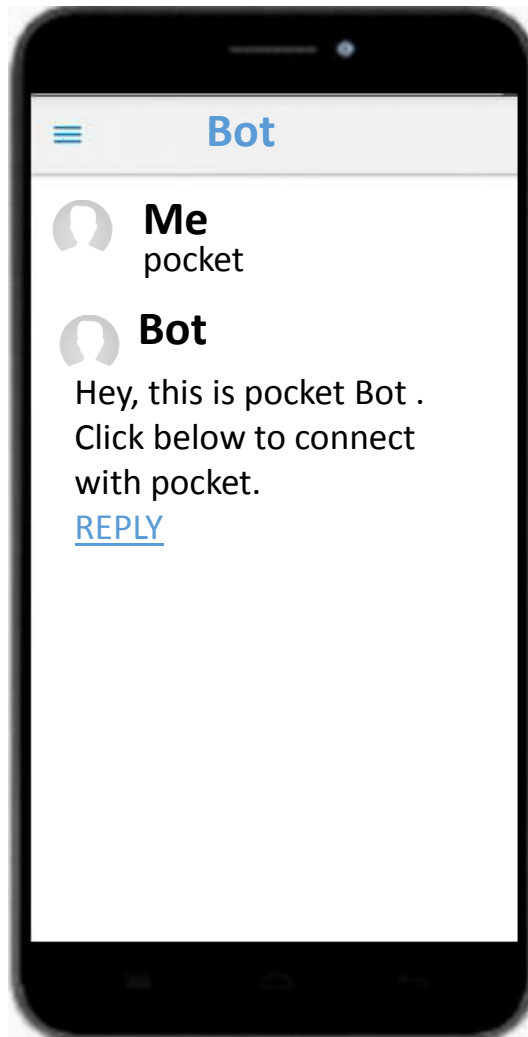 Bot
Me
pocket
Bot
Hey, this is pocket Bot .
Click below to connect
with pocket.
REPLY